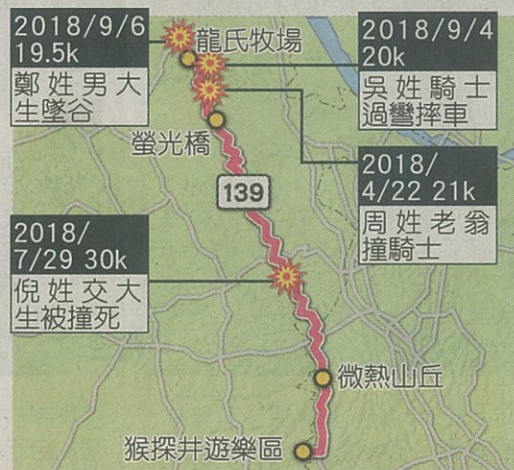 2018/9/6
19.5k
鄭姓男大
生墜谷
龍氏牧場
2018/9/4
20k
吳姓騎士
過彎摔車
螢光橋
2018/
4/22 21k
周姓老翁
撞騎士
139
2018/
7/29 30k
倪姓交大
生被撞死
微熱山丘
猴探井遊樂區